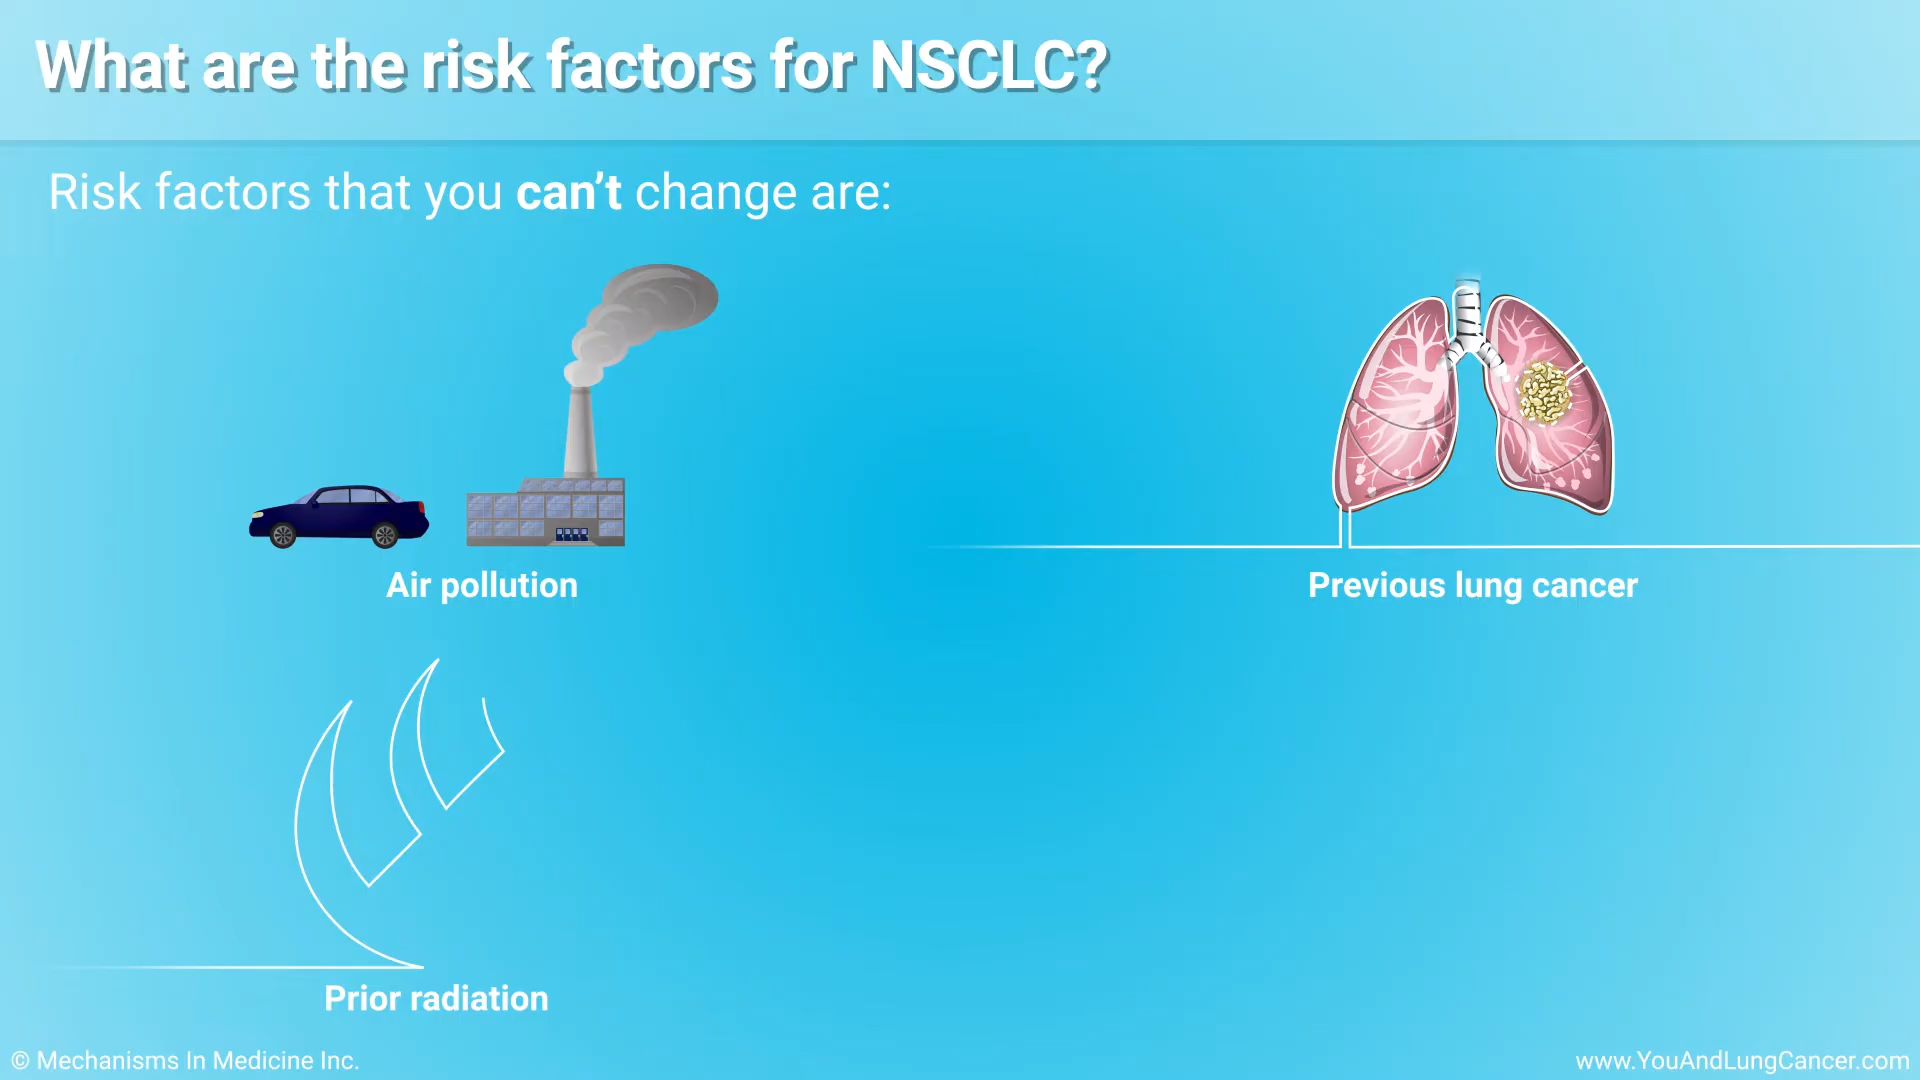 What are the risk factors for NSCLC?
Risk factors that you can’t change are:
Air pollution
Previous lung cancer
Prior radiation
© Mechanisms In Medicine Inc.
www.YouAndLungCancer.com